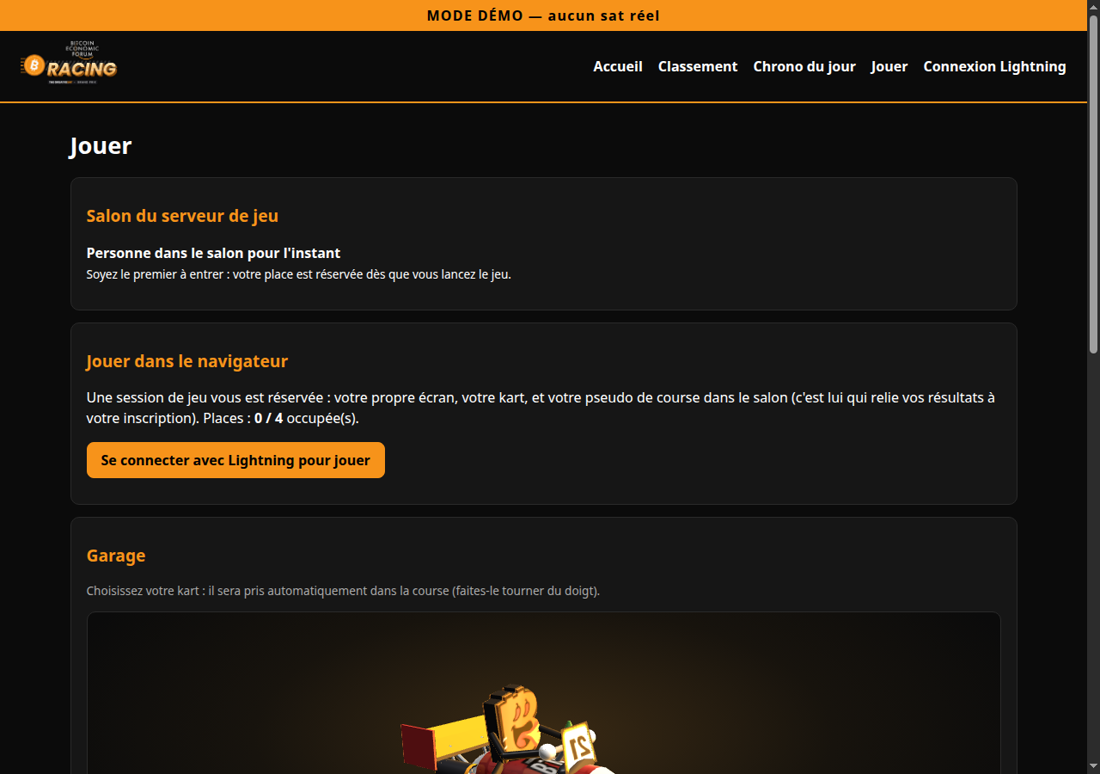 MODE DÉMO — aucun sat réel
BITCOIN
ECONOMIC
FORUM
RACING
Accueil
Classement
Chrono du jour
Jouer
Connexion Lightning
Jouer
Salon du serveur de jeu
Personne dans le salon pour l'instant
Soyez le premier à entrer : votre place est réservée dès que vous lancez le jeu.
Jouer dans le navigateur
Une session de jeu vous est réservée : votre propre écran, votre kart, et votre pseudo de course dans le salon (c'est lui qui relie vos résultats à
votre inscription). Places : 0 / 4 occupée(s).
Se connecter avec Lightning pour jouer
Garage
Choisissez votre kart : il sera pris automatiquement dans la course (faites-le tourner du doigt).
21